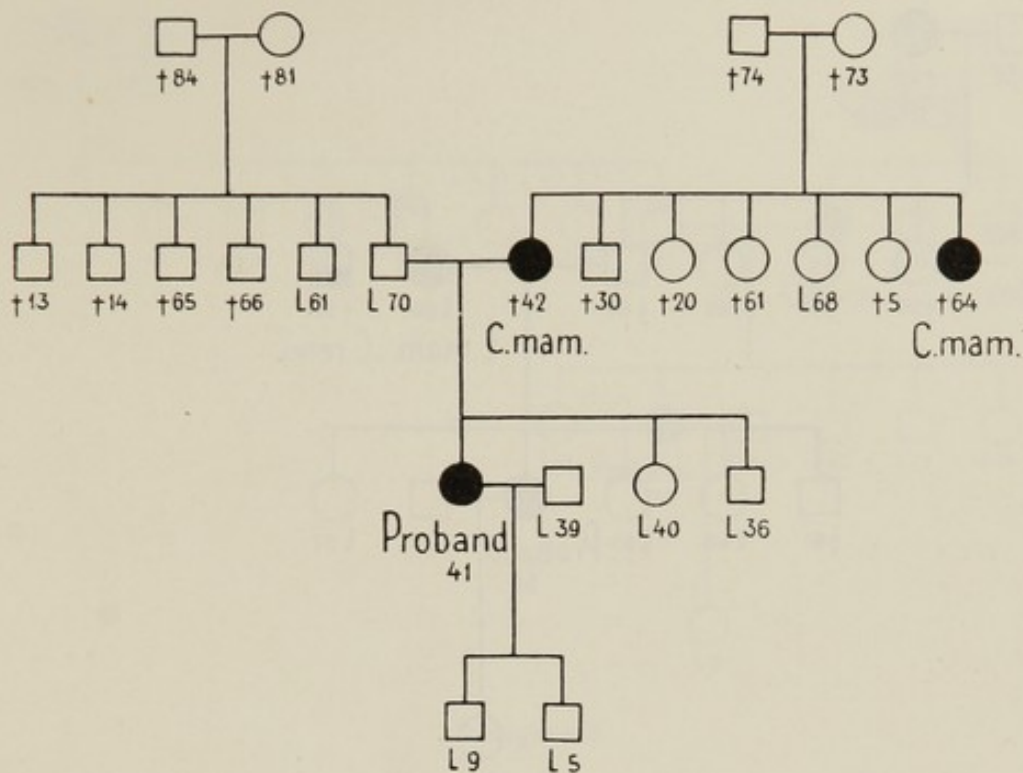 †84 †81 †74 †73
†13 †14 †65 †66 L61 L70 †42 †30 †20 †61 L68 †5 †64
C.mam. C.mam.
L39 L40 L36
Proband
41
L9 L5